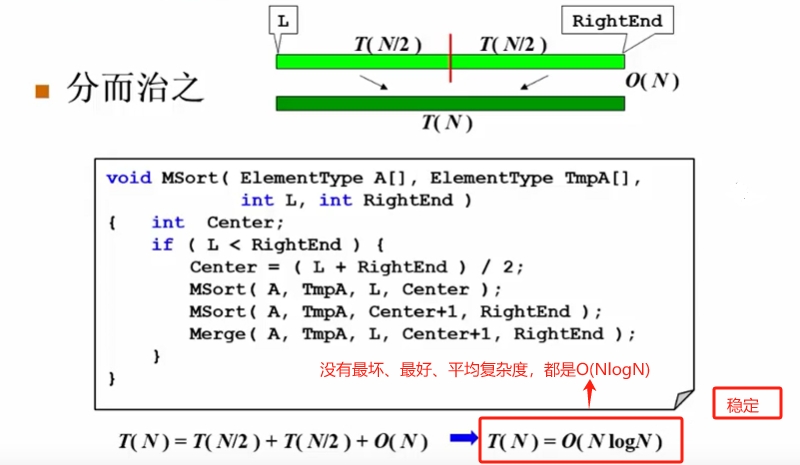 L
RightEnd
T( N/2 ) T( N/2 )
分而治之
O( N )
T( N )
void MSort( ElementType A[], ElementType TmpA[],
int L, int RightEnd )
{ int Center;
if ( L < RightEnd ) {
Center = ( L + RightEnd ) / 2;
MSort( A, TmpA, L, Center );
MSort( A, TmpA, Center+1, RightEnd );
Merge( A, TmpA, L, Center+1, RightEnd );
}
没有最坏、最好、平均复杂度，都是O(NlogN)
}
稳定
T( N ) = T( N/2 ) + T( N/2 ) + O( N ) T( N ) = O( N logN )